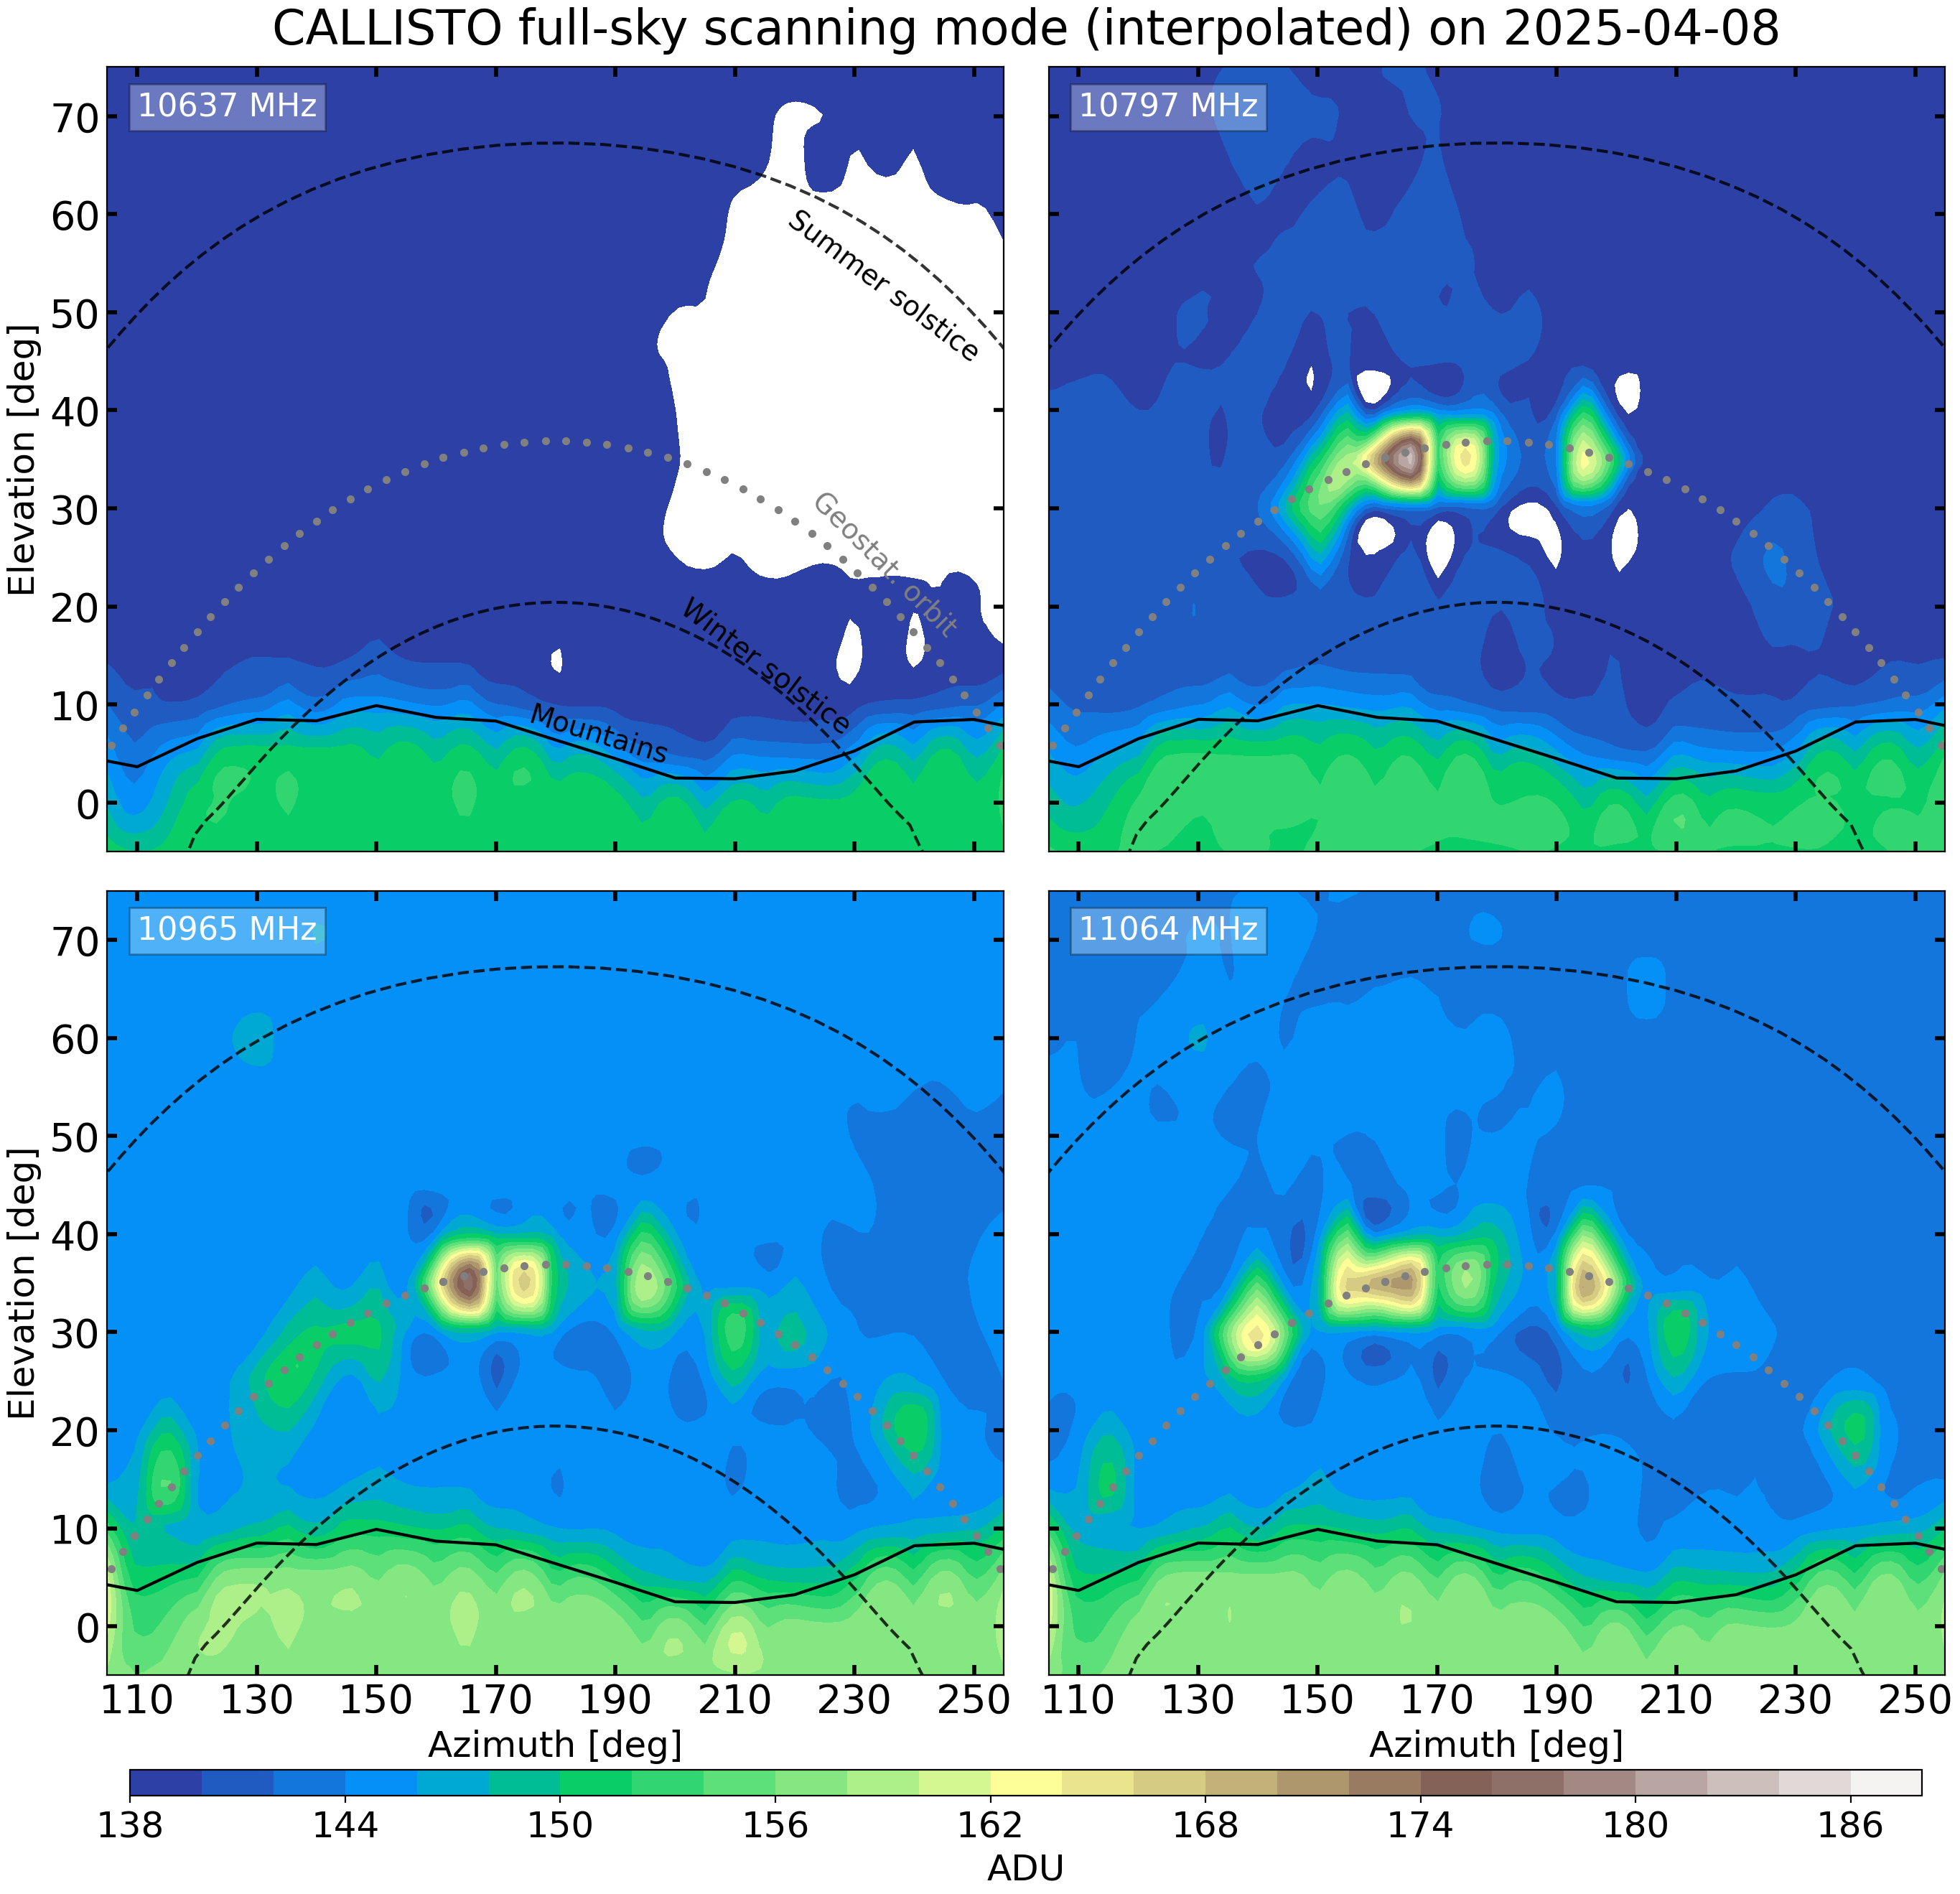 CALLISTO full-sky scanning mode (interpolated) on 2025-04-08
10637 MHz
10797 MHz
70
60
50
40
30
20
10
0
Elevation [deg]
Summer solstice
Geostat. orbit
Winter solstice
Mountains
10965 MHz
11064 MHz
70
60
50
40
30
20
10
0
Elevation [deg]
110 130 150 170 190 210 230 250
110 130 150 170 190 210 230 250
Azimuth [deg]
Azimuth [deg]
138 144 150 156 162 168 174 180 186
ADU